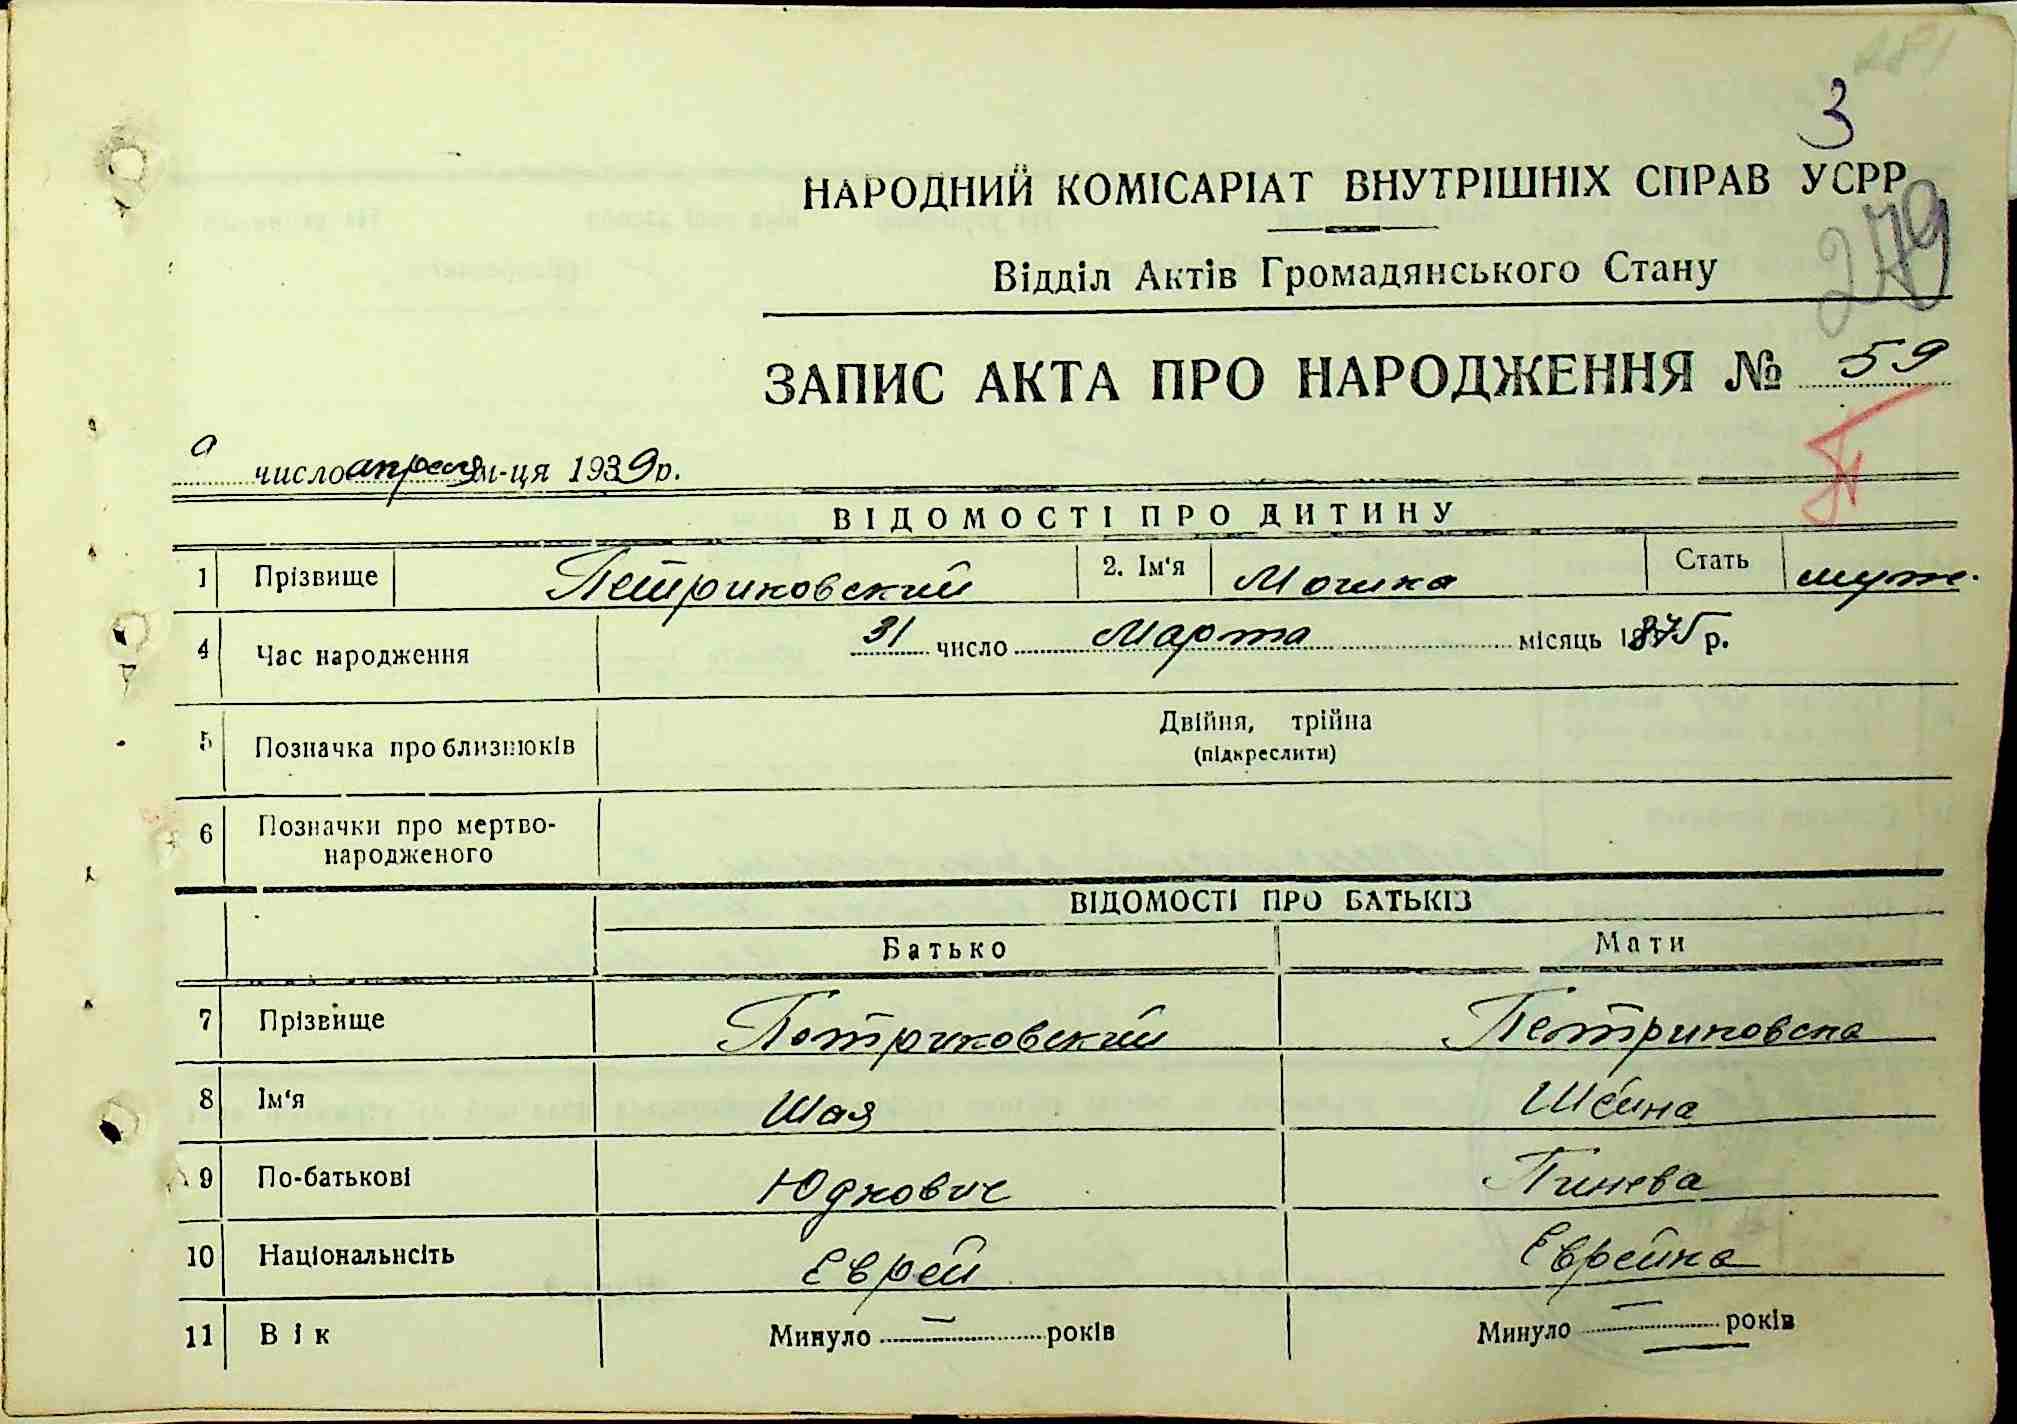 181
3
НАРОДНИЙ КОМІСАРІАТ ВНУТРІШНІХ СПРАВ УСРР
279
Відділ Актів Громадянського Стану
ЗАПИС АКТА ПРО НАРОДЖЕННЯ № 59
число апреля м-ця 1939 р.
ВІДОМОСТІ ПРО ДИТИНУ
1 Прізвище Петриковский 2. Ім'я Мошка Стать муж.
4 Час народження 31 число Марта місяць 1875 р.
5 Позначка про близнюків Двійня, трійна
(підкреслити)
6 Позначки про мертво-
народженого
ВІДОМОСТІ ПРО БАТЬКІВ
Батько Мати
7 Прізвище Петриковский Петриковска
8 Ім'я Шая Шейна
9 По-батькові Юдкович Пинева
10 Національнсіть Еврей Еврейка
11 Вік Минуло — років Минуло — років